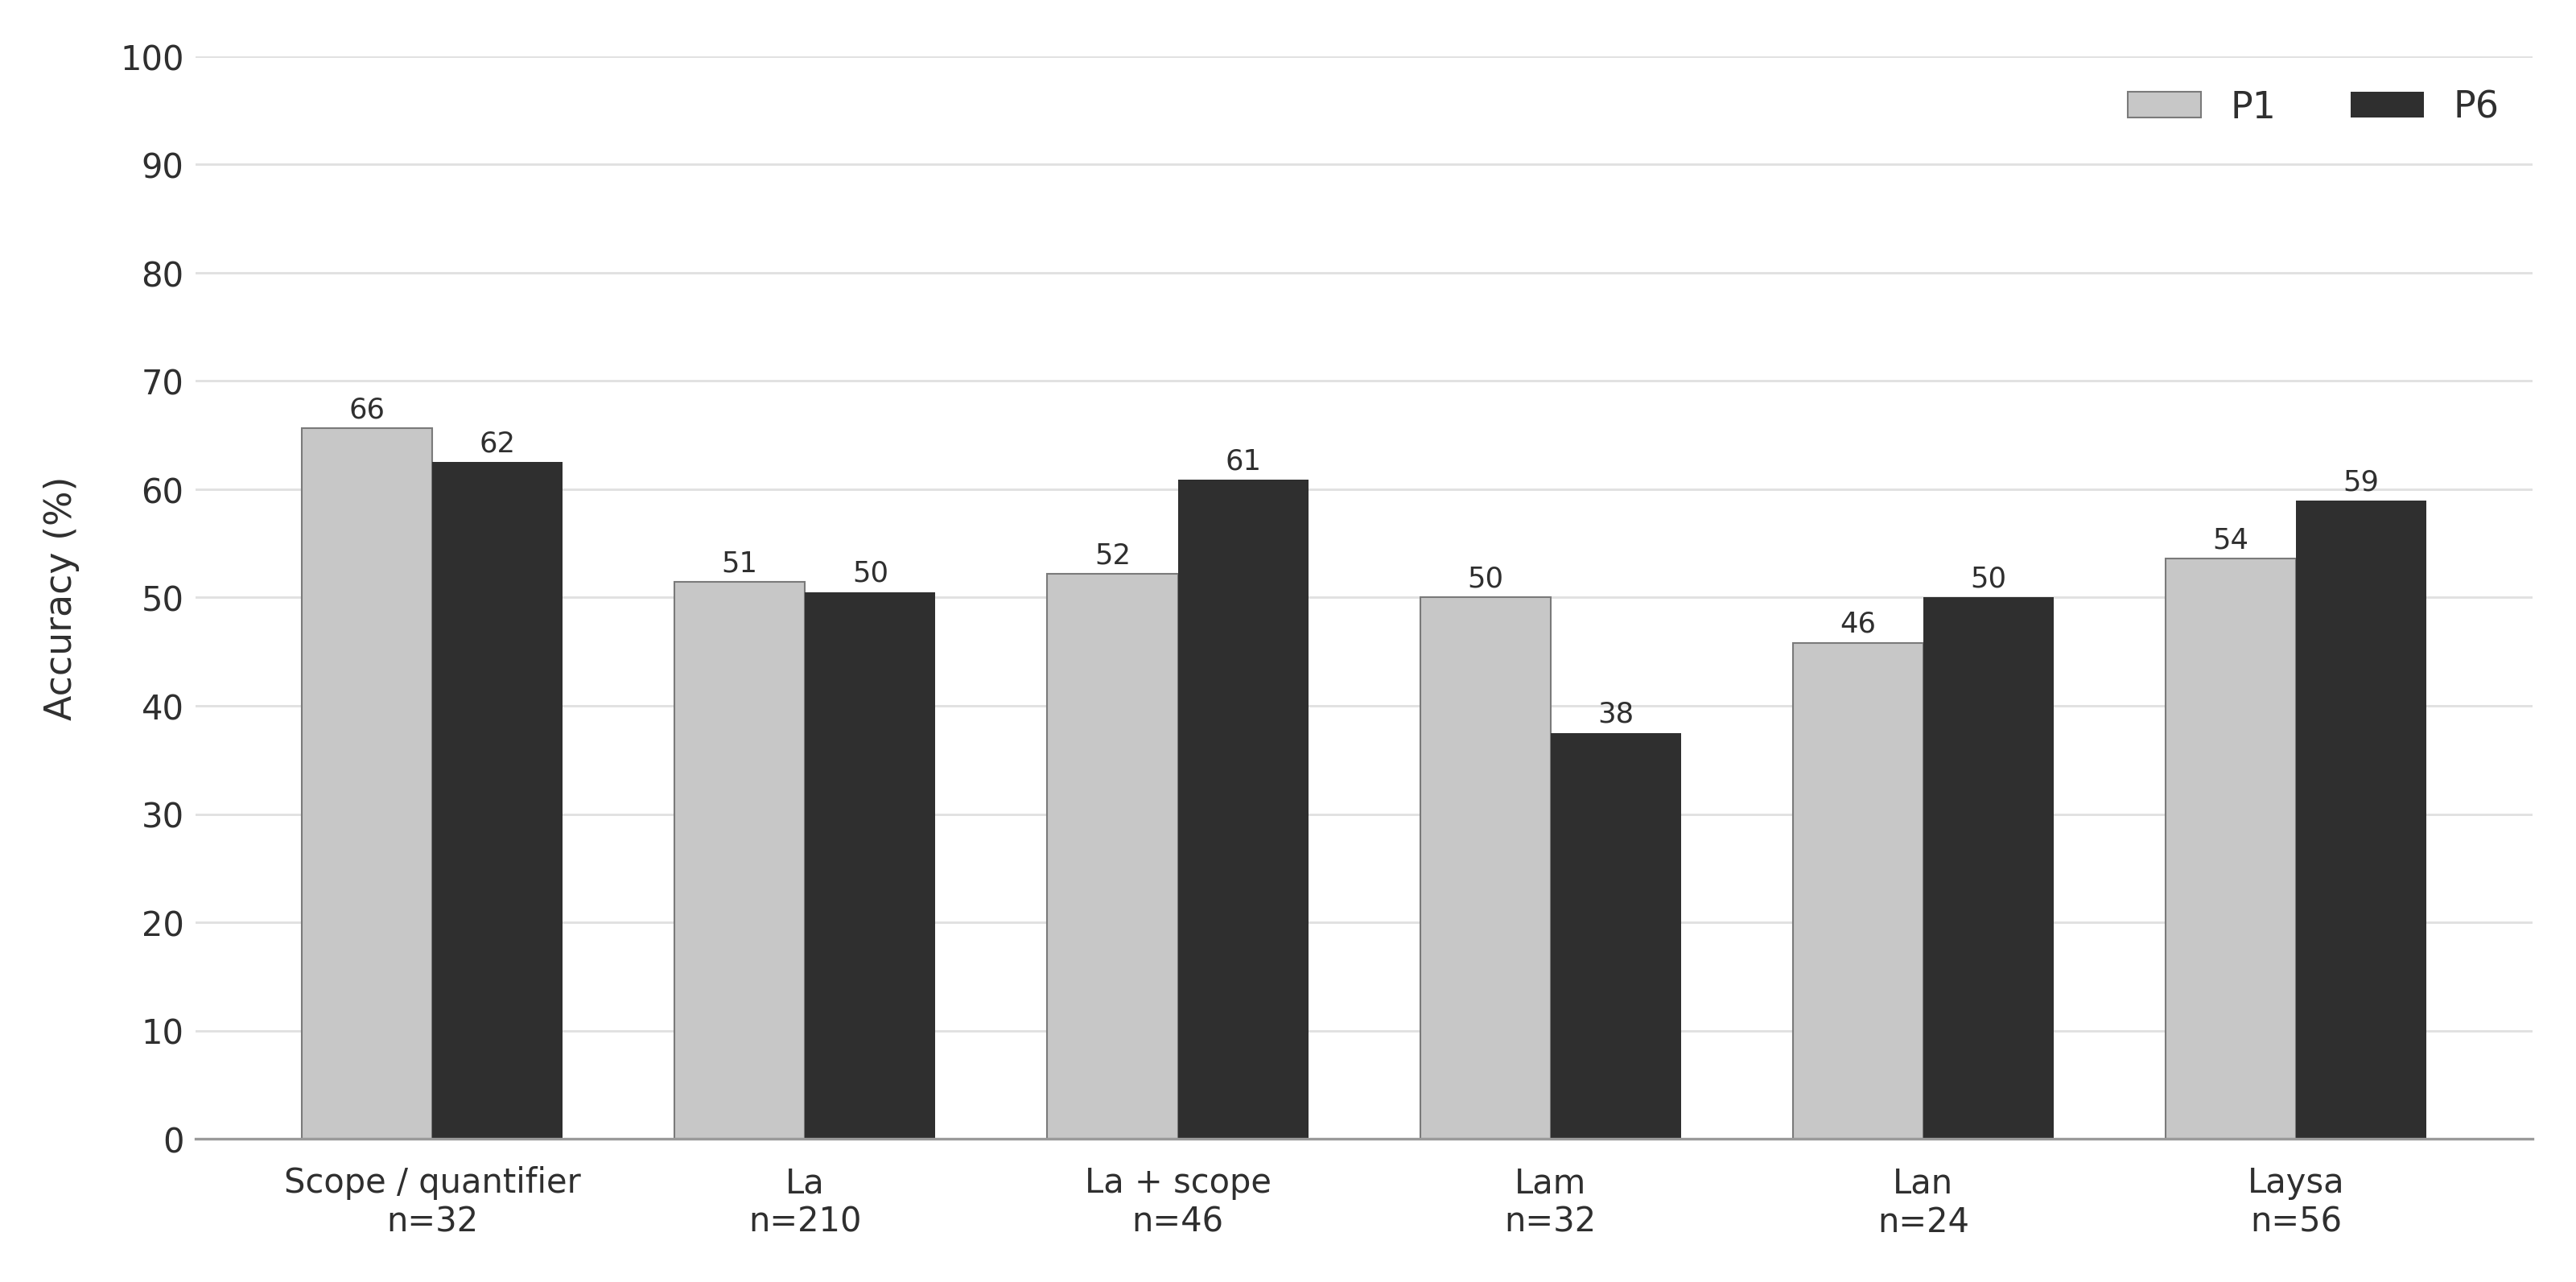 100
90
80
70
60
50
40
30
20
10
0
Accuracy (%)
P1 P6
66 62 51 50 52 61 50 38 46 50 54 59
Scope / quantifier La La + scope Lam Lan Laysa
n=32 n=210 n=46 n=32 n=24 n=56